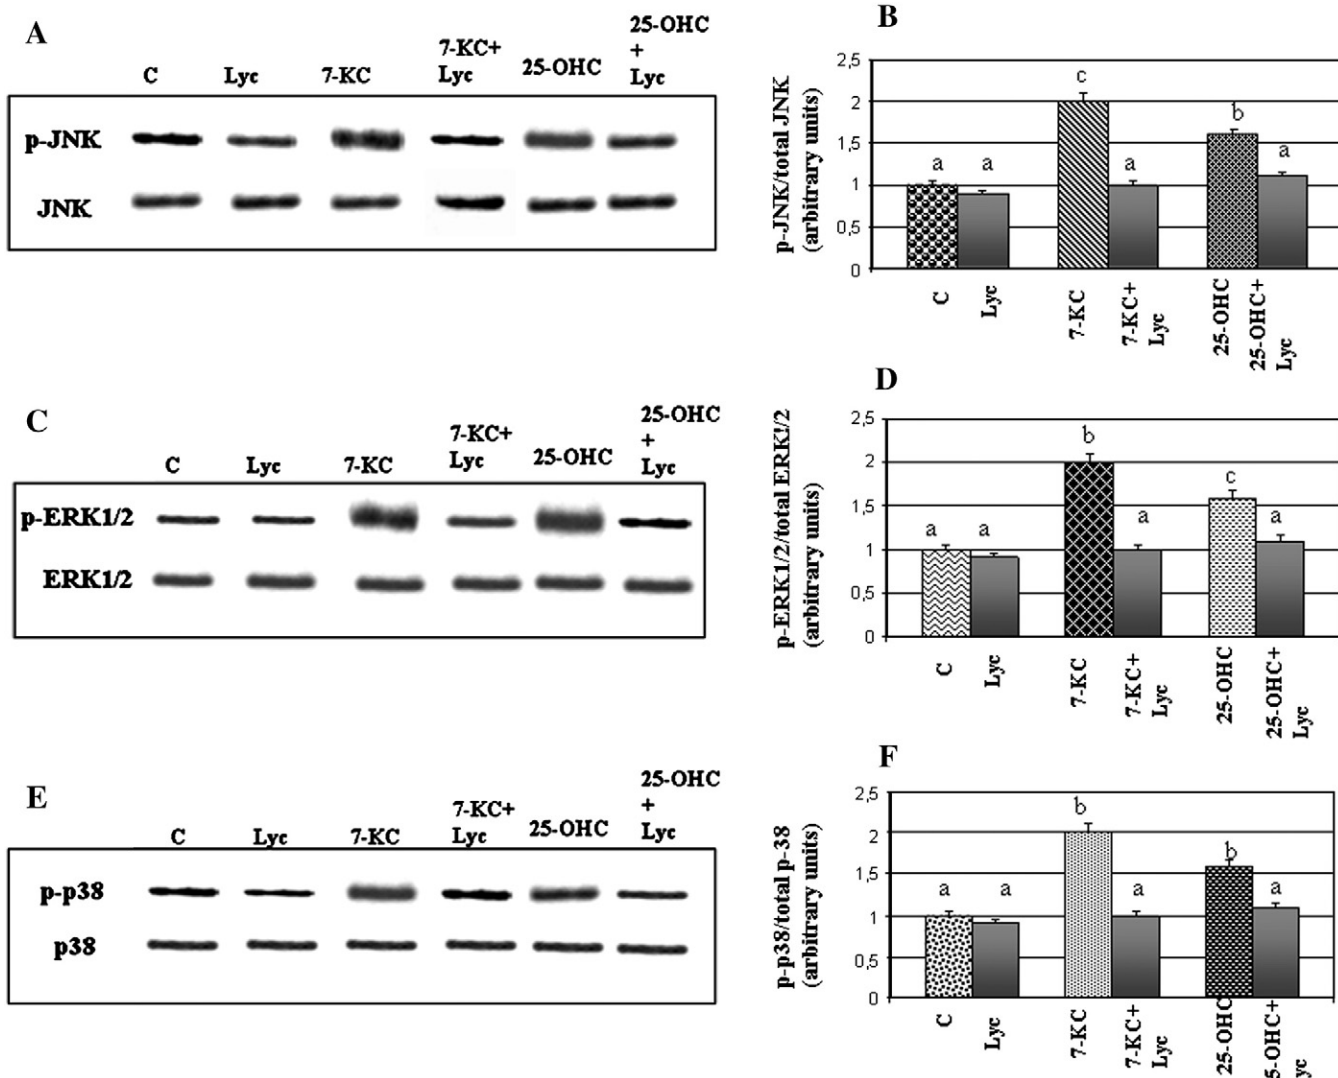 A
C
Lyc
7-KC
7-KC+
Lyc
25-OHC
25-OHC
+
Lyc
p-JNK
JNK
B
p-JNK/total JNK
(arbitrary units)
2,5
2
1,5
1
0,5
0
a
a
c
a
b
a
C
Lyc
7-KC
7-KC+
Lyc
25-OHC
25-OHC+
Lyc
C
C
Lyc
7-KC
7-KC+
Lyc
25-OHC
25-OHC
+
Lyc
p-ERK1/2
ERK1/2
D
p-ERK1/2/total ERK!/2
(arbitrary units)
2,5
2
1,5
1
0,5
0
a
a
b
a
c
a
C
Lyc
7-KC
7-KC+
Lyc
25-OHC
25-OHC+
Lyc
E
C
Lyc
7-KC
7-KC+
Lyc
25-OHC
25-OHC
+
Lyc
p-p38
p38
F
p-p38/total p-38
(arbitrary units)
2,5
2
1,5
1
0,5
0
a
a
b
a
b
a
C
Lyc
7-KC
7-KC+
Lyc
25-OHC
5-OHC+
Lyc